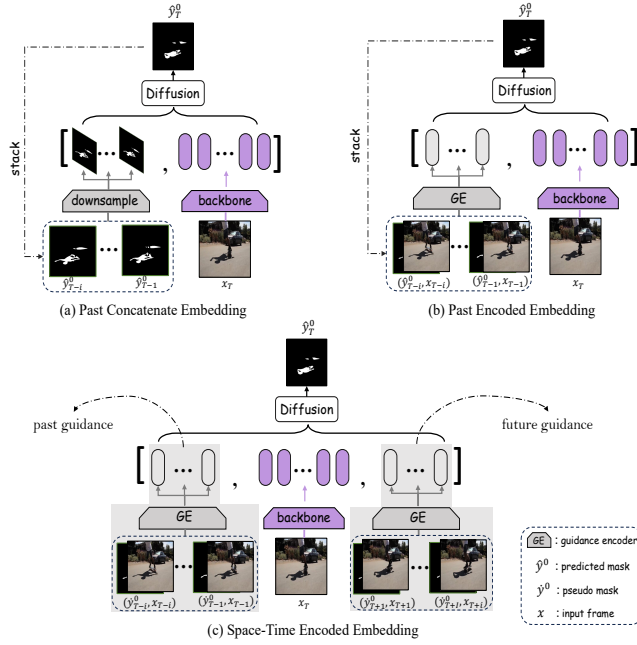 ŷ⁰_T
Diffusion
stack
[ ... , ... ]
downsample
backbone
ŷ⁰_{T−i} ... ŷ⁰_{T−1}
x_T
(a) Past Concatenate Embedding
ŷ⁰_T
Diffusion
stack
[ ... , ... ]
GE
backbone
(ŷ⁰_{T−i}, x_{T−i}) ... (ŷ⁰_{T−1}, x_{T−1})
x_T
(b) Past Encoded Embedding
ŷ⁰_T
Diffusion
past guidance
future guidance
[ ... , ... , ... ]
GE
backbone
GE
(ẏ⁰_{T−i}, x_{T−i}) ... (ẏ⁰_{T−1}, x_{T−1})
x_T
(ẏ⁰_{T+1}, x_{T+1}) ... (ẏ⁰_{T+i}, x_{T+i})
(c) Space-Time Encoded Embedding
GE : guidance encoder
ŷ⁰ : predicted mask
ẏ⁰ : pseudo mask
x : input frame